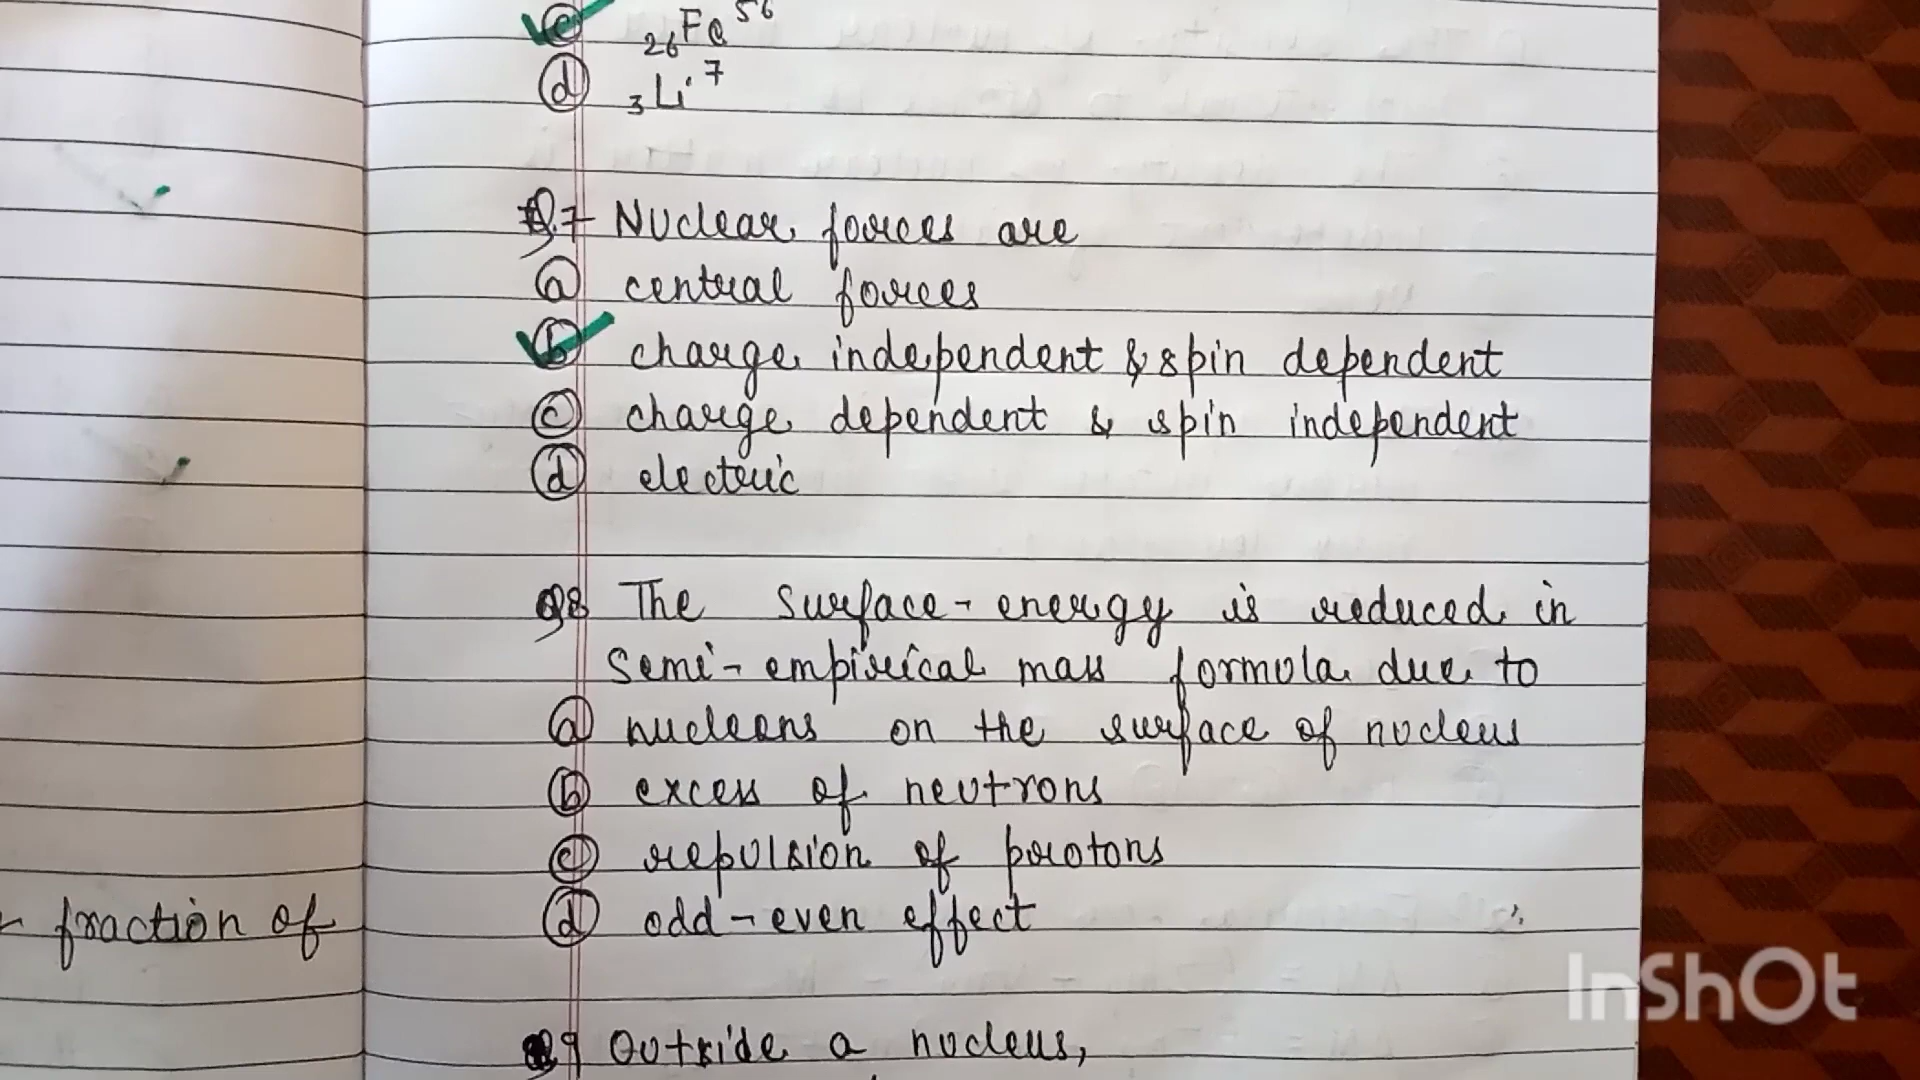 c 26Fe56
d 3Li7
Q.7 Nuclear forces are
a central forces
b charge independent & spin dependent
c charge dependent & spin independent
d electric
Q8 The surface-energy is reduced in
Semi-empirical mass formula due to
a nucleons on the surface of nucleus
b excess of neutrons
c repulsion of protons
d odd-even effect
fraction of
Q9 Outside a nucleus,
InShOt